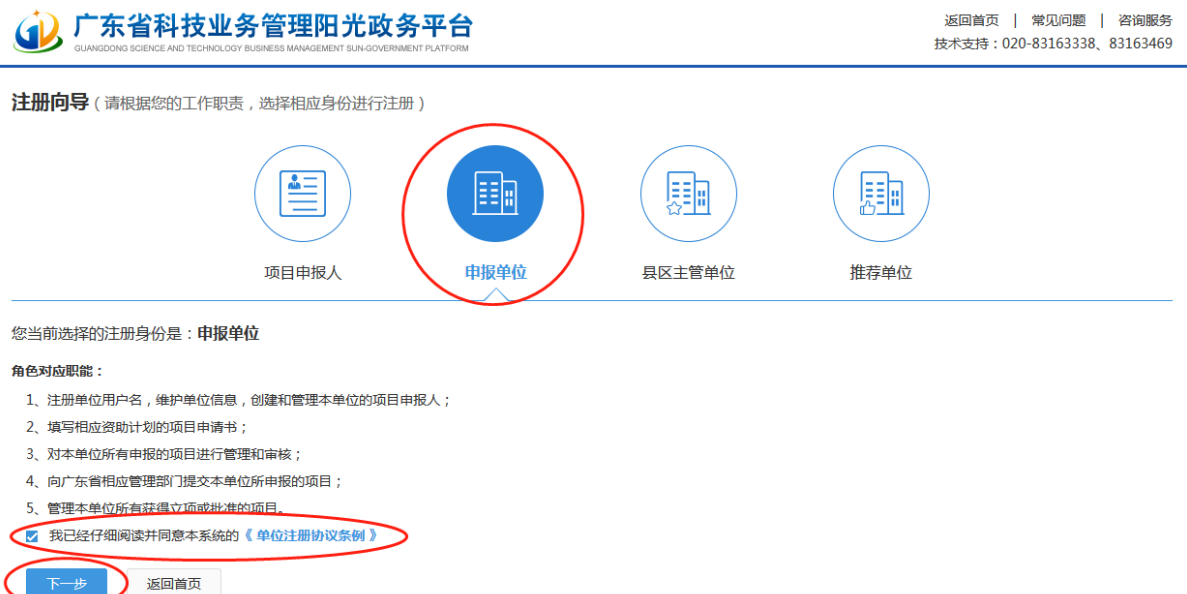 广东省科技业务管理阳光政务平台
GUANGDONG SCIENCE AND TECHNOLOGY BUSINESS MANAGEMENT SUN-GOVERNMENT PLATFORM
返回首页 | 常见问题 | 咨询服务
技术支持：020-83163338、83163469
注册向导（请根据您的工作职责，选择相应身份进行注册）
项目申报人 申报单位 县区主管单位 推荐单位
您当前选择的注册身份是：申报单位
角色对应职能：
1、注册单位用户名，维护单位信息，创建和管理本单位的项目申报人；
2、填写相应资助计划的项目申请书；
3、对本单位所有申报的项目进行管理和审核；
4、向广东省相应管理部门提交本单位所申报的项目；
5、管理本单位所有获得立项或批准的项目。
我已经仔细阅读并同意本系统的《 单位注册协议条例 》
下一步 返回首页